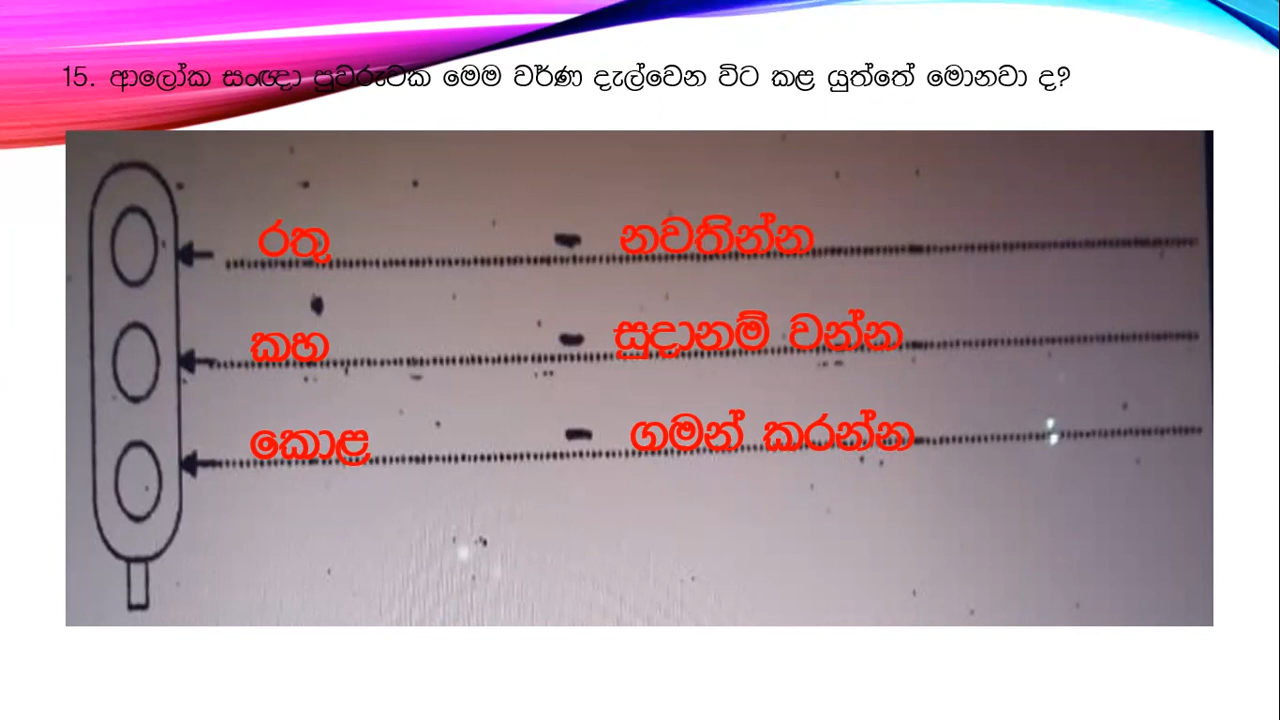 15. ආලෝක සංඥා පුවරුවක මෙම වර්ණ දැල්වෙන විට කළ යුත්තේ මොනවා ද?
රතු - නවතින්න
කහ - සුදානම් වන්න
කොළ - ගමන් කරන්න